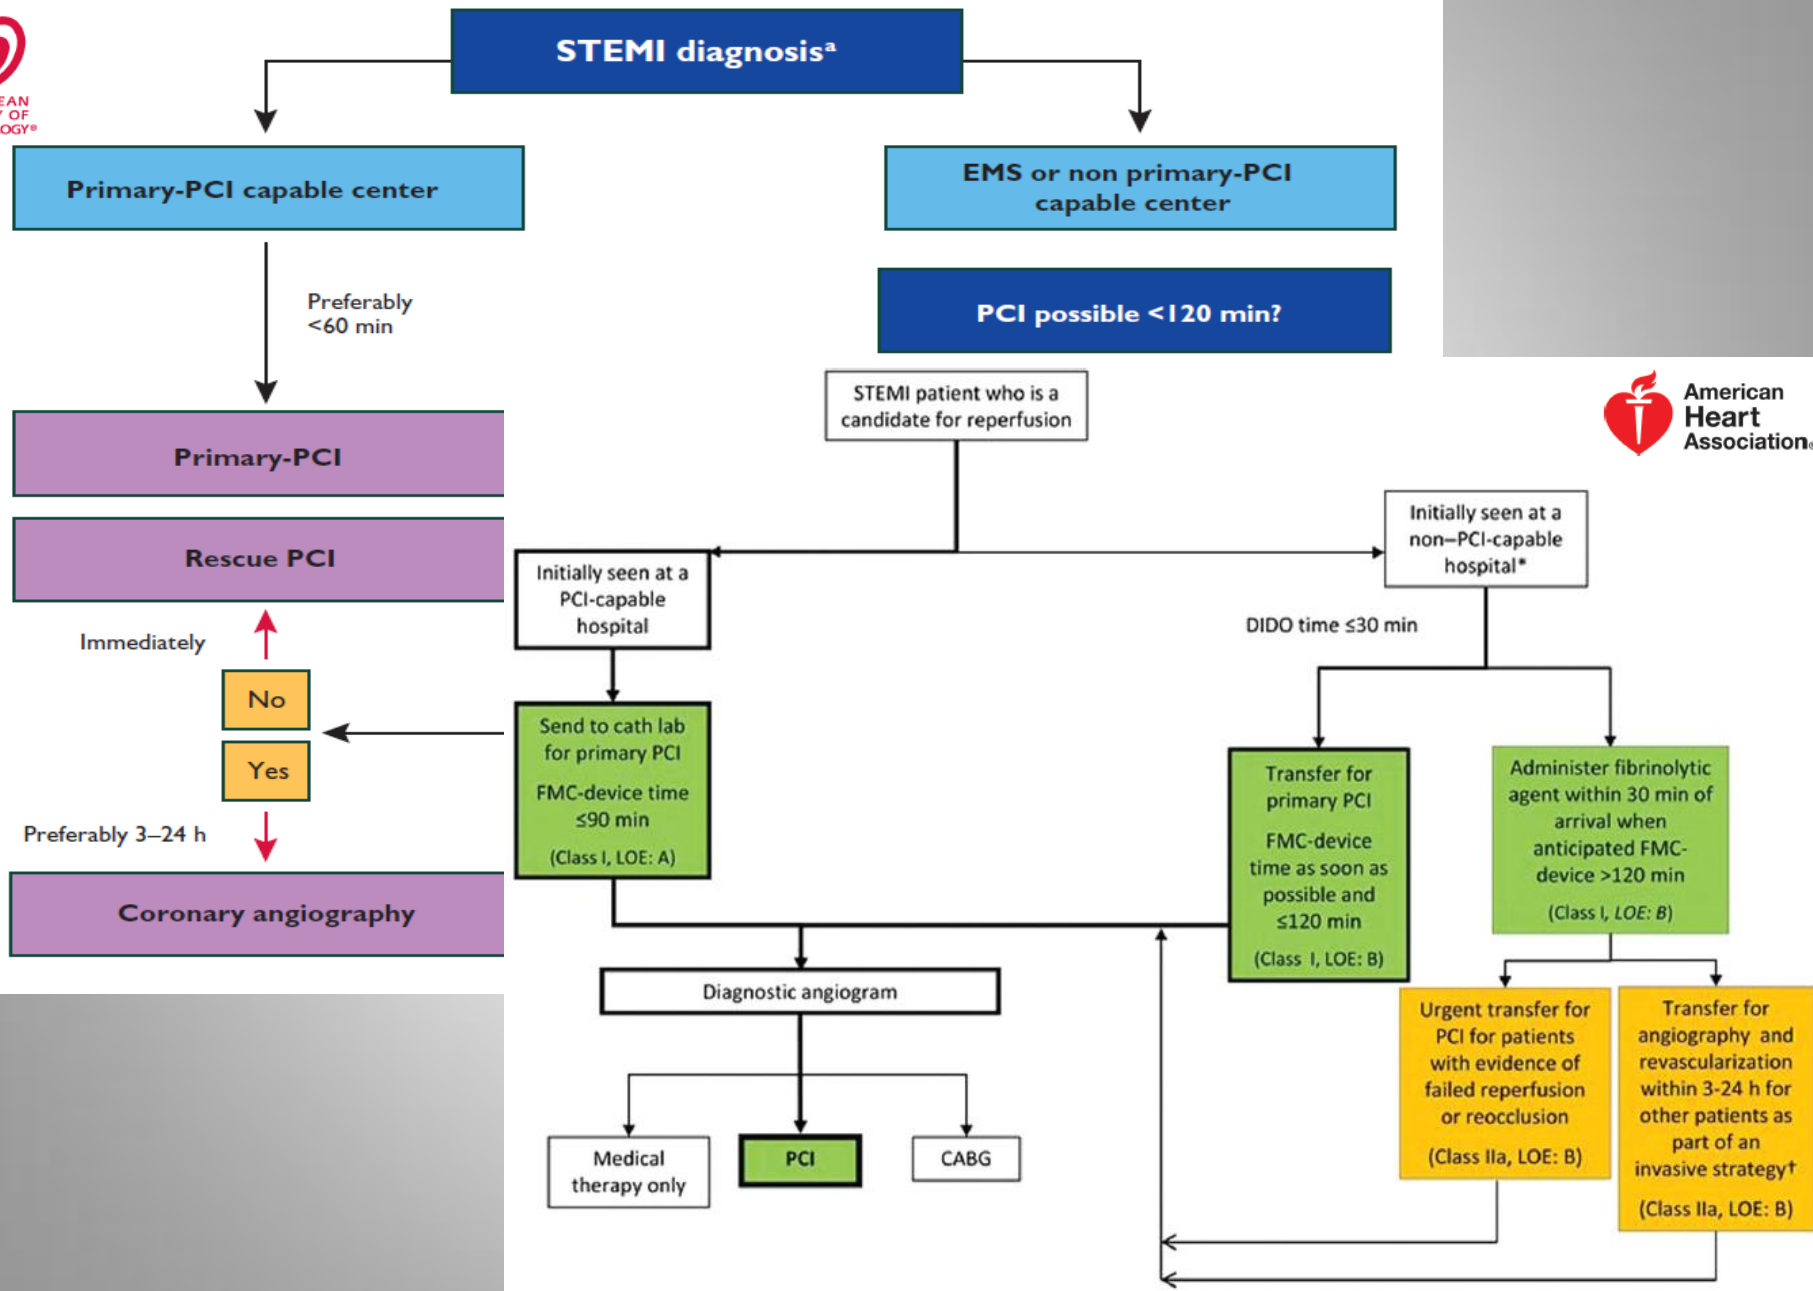 STEMI diagnosisᵃ
EAN
OF
OGY®
Primary-PCI capable center
EMS or non primary-PCI
capable center
Preferably
<60 min
PCI possible <120 min?
Primary-PCI
Rescue PCI
Immediately
No
Yes
Preferably 3–24 h
Coronary angiography
American
Heart
Association®
STEMI patient who is a
candidate for reperfusion
Initially seen at a
PCI-capable
hospital
Initially seen at a
non–PCI-capable
hospital*
DIDO time ≤30 min
Send to cath lab
for primary PCI
FMC-device time
≤90 min
(Class I, LOE: A)
Transfer for
primary PCI
FMC-device
time as soon as
possible and
≤120 min
(Class I, LOE: B)
Administer fibrinolytic
agent within 30 min of
arrival when
anticipated FMC-
device >120 min
(Class I, LOE: B)
Diagnostic angiogram
Urgent transfer for
PCI for patients
with evidence of
failed reperfusion
or reocclusion
(Class IIa, LOE: B)
Transfer for
angiography and
revascularization
within 3-24 h for
other patients as
part of an
invasive strategy†
(Class IIa, LOE: B)
Medical
therapy only
PCI
CABG